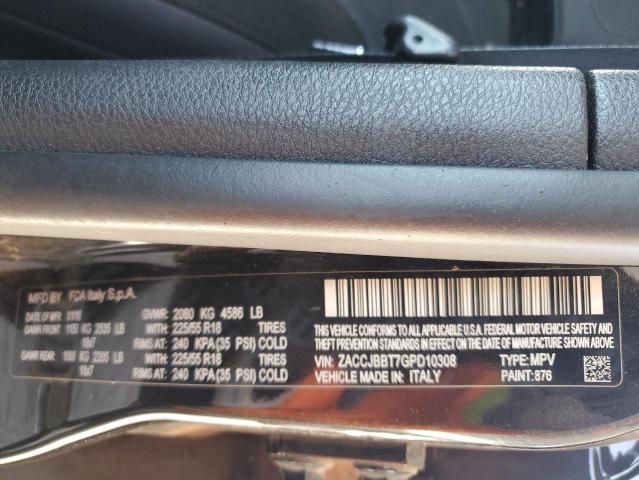 MFD BY FCA Italy S.p.A.
DATE OF MFR 01/16 GVWR: 2080 KG 4586 LB
GAWR FRONT: 1150 KG 2535 LB WITH: 225/55 R18 TIRES
18x7 RIMS AT: 240 KPA(35 PSI) COLD
GAWR REAR: 1000 KG 2205 LB WITH: 225/55 R18 TIRES
18x7 RIMS AT: 240 KPA(35 PSI) COLD
THIS VEHICLE CONFORMS TO ALL APPLICABLE U.S.A. FEDERAL MOTOR VEHICLE SAFETY, BUMPER AND
THEFT PREVENTION STANDARDS IN EFFECT ON THE DATE OF MANUFACTURE SHOWN ABOVE.
VIN: ZACCJBBT7GPD10308 TYPE: MPV
VEHICLE MADE IN: ITALY PAINT: 876